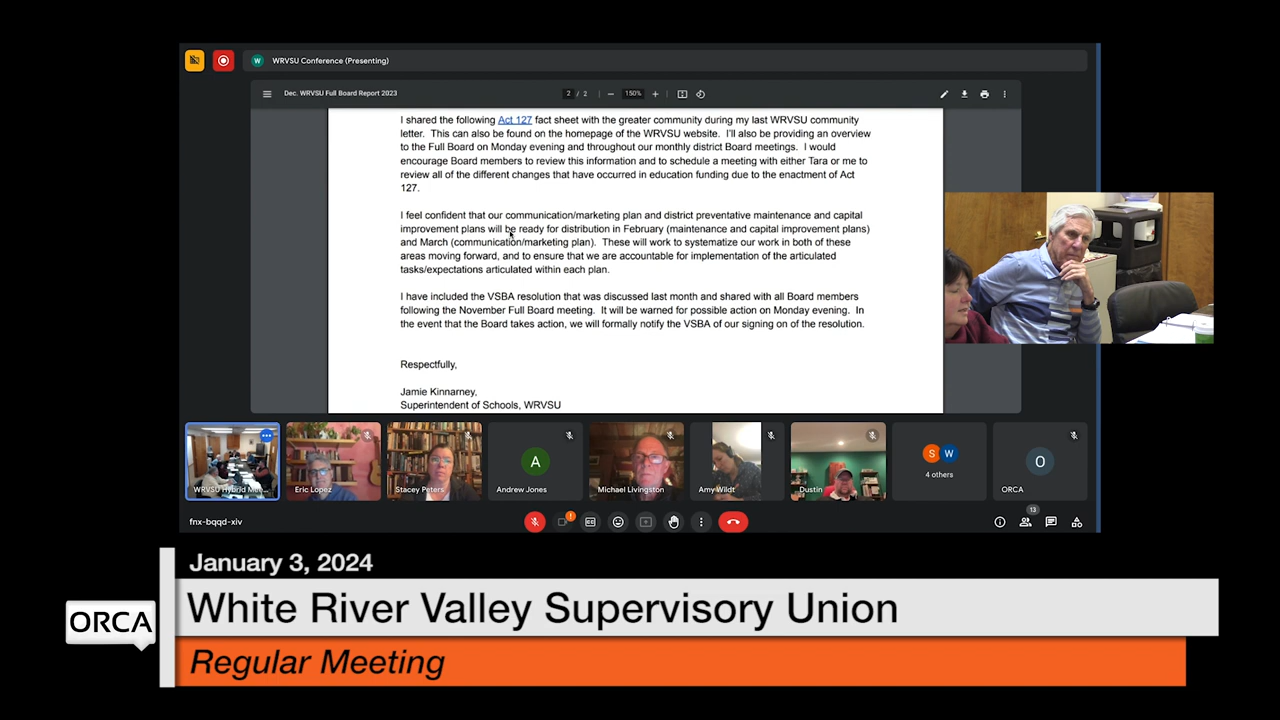 W WRVSU Conference (Presenting)
Dec. WRVSU Full Board Report 2023
2 / 2
150%
I shared the following Act 127 fact sheet with the greater community during my last WRVSU community
letter. This can also be found on the homepage of the WRVSU website. I'll also be providing an overview
to the Full Board on Monday evening and throughout our monthly district Board meetings. I would
encourage Board members to review this information and to schedule a meeting with either Tara or me to
review all of the different changes that have occurred in education funding due to the enactment of Act
127.
I feel confident that our communication/marketing plan and district preventative maintenance and capital
improvement plans will be ready for distribution in February (maintenance and capital improvement plans)
and March (communication/marketing plan). These will work to systematize our work in both of these
areas moving forward, and to ensure that we are accountable for implementation of the articulated
tasks/expectations articulated within each plan.
I have included the VSBA resolution that was discussed last month and shared with all Board members
following the November Full Board meeting. It will be warned for possible action on Monday evening. In
the event that the Board takes action, we will formally notify the VSBA of our signing on of the resolution.
Respectfully,
Jamie Kinnarney,
Superintendent of Schools, WRVSU
WRVSU Hybrid Mee...
Eric Lopez
Stacey Peters
A
Andrew Jones
Michael Livingston
Amy Wildt
Dustin
S W
4 others
O
ORCA
fnx-bqqd-xiv
13
January 3, 2024
White River Valley Supervisory Union
ORCA
Regular Meeting